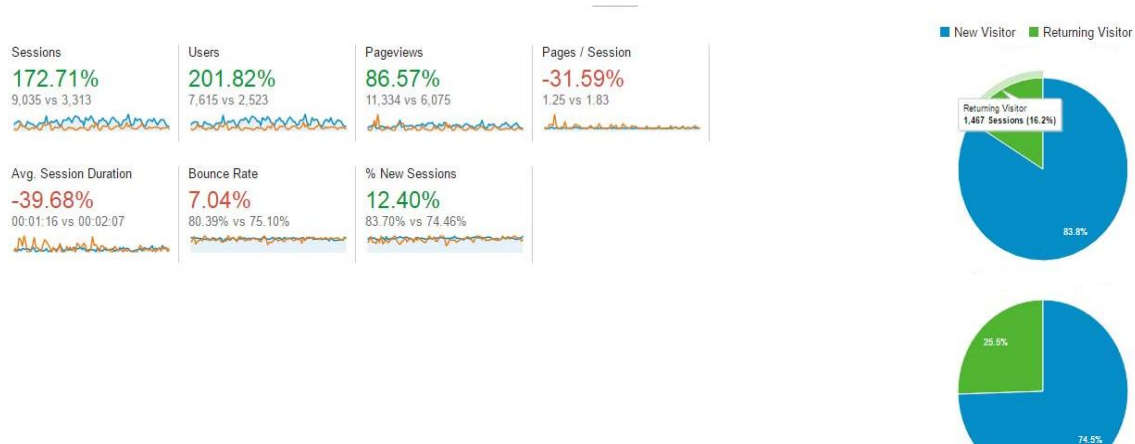 Sessions
172.71%
9,035 vs 3,313
Users
201.82%
7,615 vs 2,523
Pageviews
86.57%
11,334 vs 6,075
Pages / Session
-31.59%
1.25 vs 1.83
Avg. Session Duration
-39.68%
00:01:16 vs 00:02:07
Bounce Rate
7.04%
80.39% vs 75.10%
% New Sessions
12.40%
83.70% vs 74.46%
New Visitor
Returning Visitor
Returning Visitor
1,467 Sessions (16.2%)
83.8%
25.5%
74.5%